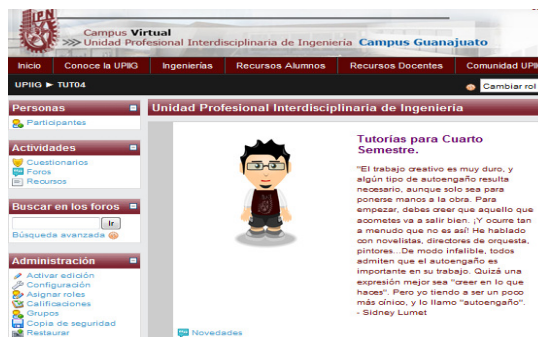 IPN
Campus Virtual
>>> Unidad Profesional Interdisciplinaria de Ingenieria Campus Guanajuato
Inicio Conoce la UPIIG Ingenierías Recursos Alumnos Recursos Docentes Comunidad UPII
UPIIG ► TUT04
Cambiar rol
Personas
Participantes
Actividades
Cuestionarios
Foros
Recursos
Buscar en los foros
Ir
Búsqueda avanzada
Administración
Activar edición
Configuración
Asignar roles
Calificaciones
Grupos
Copia de seguridad
Restaurar
Unidad Profesional Interdisciplinaria de Ingeniería
Tutorías para Cuarto
Semestre.
"El trabajo creativo es muy duro, y
algún tipo de autoengaño resulta
necesario, aunque solo sea para
ponerse manos a la obra. Para
empezar, debes creer que aquello que
acometes va a salir bien. ¡Y ocurre tan
a menudo que no es así! He hablado
con novelistas, directores de orquesta,
pintores...De modo infalible, todos
admiten que el autoengaño es
importante en su trabajo. Quizá una
expresión mejor sea "creer en lo que
haces". Pero yo tiendo a ser un poco
más cínico, y lo llamo "autoengaño".
- Sidney Lumet
Novedades